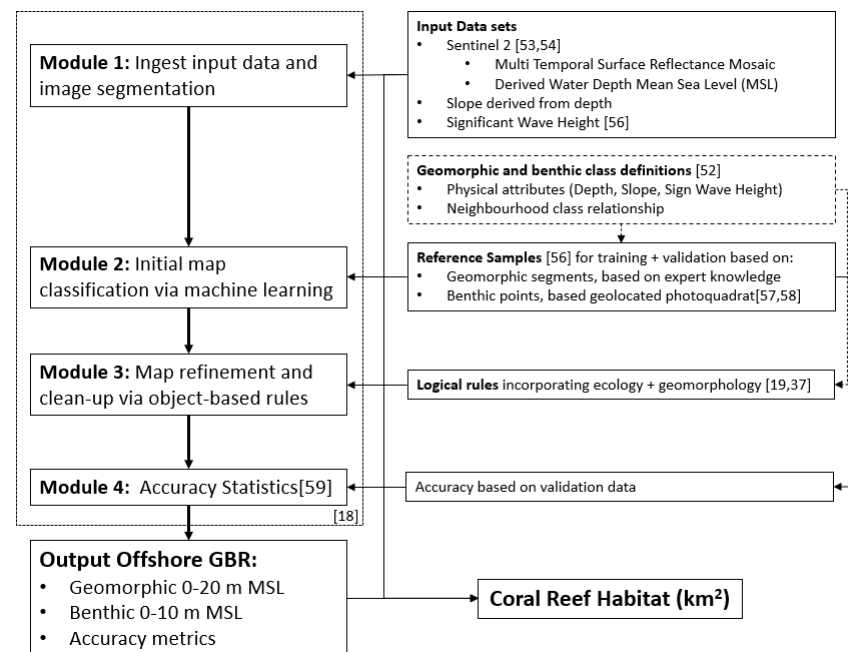 Module 1: Ingest input data and
image segmentation
Input Data sets
• Sentinel 2 [53,54]
• Multi Temporal Surface Reflectance Mosaic
• Derived Water Depth Mean Sea Level (MSL)
• Slope derived from depth
• Significant Wave Height [56]
Geomorphic and benthic class definitions [52]
• Physical attributes (Depth, Slope, Sign Wave Height)
• Neighbourhood class relationship
Module 2: Initial map
classification via machine learning
Reference Samples [56] for training + validation based on:
• Geomorphic segments, based on expert knowledge
• Benthic points, based geolocated photoquadrat[57,58]
Module 3: Map refinement and
clean-up via object-based rules
Logical rules incorporating ecology + geomorphology [19,37]
Module 4: Accuracy Statistics[59]
Accuracy based on validation data
[18]
Output Offshore GBR:
• Geomorphic 0-20 m MSL
• Benthic 0-10 m MSL
• Accuracy metrics
Coral Reef Habitat (km²)